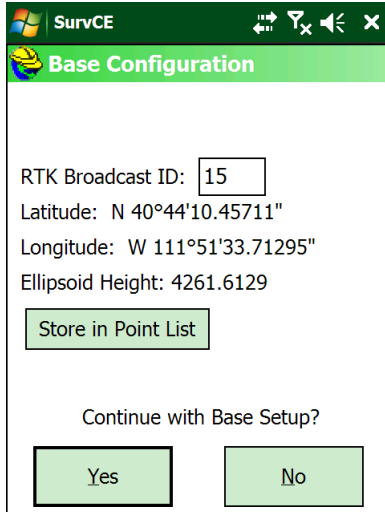 SurvCE
Base Configuration
RTK Broadcast ID: 15
Latitude: N 40°44'10.45711"
Longitude: W 111°51'33.71295"
Ellipsoid Height: 4261.6129
Store in Point List
Continue with Base Setup?
Yes No